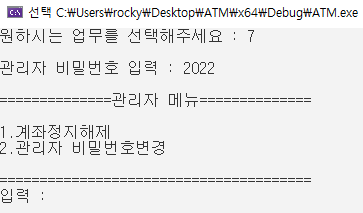 선택 C:₩Users₩rocky₩Desktop₩ATM₩x64₩Debug₩ATM.exe
원하시는 업무를 선택해주세요 : 7
관리자 비밀번호 입력 : 2022
==============관리자 메뉴==============
1.계좌정지해제
2.관리자 비밀번호변경
=======================================
입력 :